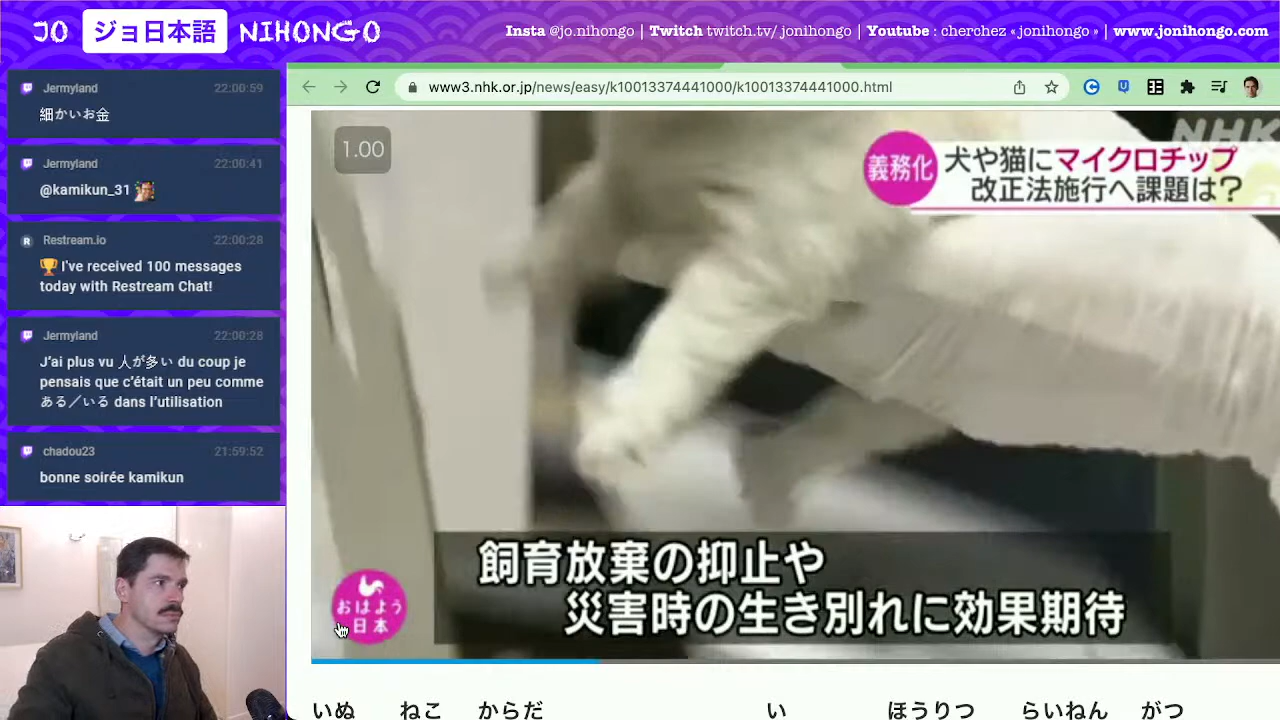 JO ジョ日本語 NIHONGO
Insta @jo.nihongo | Twitch twitch.tv/ jonihongo | Youtube : cherchez « jonihongo » | www.jonihongo.com
Jermyland 22:00:59
細かいお金
Jermyland 22:00:41
@kamikun_31
Restream.io 22:00:28
🏆 I've received 100 messages
today with Restream Chat!
Jermyland 22:00:28
J'ai plus vu 人が多い du coup je
pensais que c'était un peu comme
ある／いる dans l'utilisation
chadou23 21:59:52
bonne soirée kamikun
www3.nhk.or.jp/news/easy/k10013374441000/k10013374441000.html
1.00
NHK
義務化
犬や猫にマイクロチップ
改正法施行へ課題は?
飼育放棄の抑止や
災害時の生き別れに効果期待
おはよう
日本
いぬ ねこ からだ い ほうりつ らいねん がつ